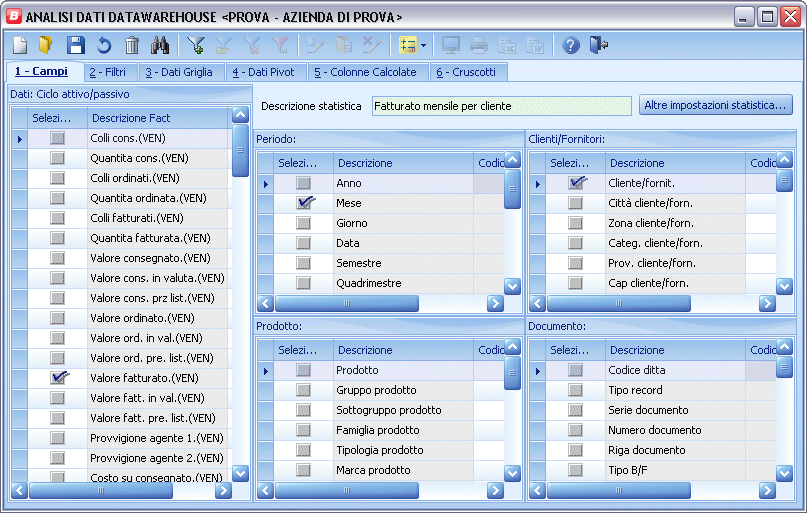 ANALISI DATI DATAWAREHOUSE <PROVA - AZIENDA DI PROVA>
1 - Campi
2 - Filtri
3 - Dati Griglia
4 - Dati Pivot
5 - Colonne Calcolate
6 - Cruscotti
Dati: Ciclo attivo/passivo
Selezi... Descrizione Fact
Colli cons.(VEN)
Quantita cons.(VEN)
Colli ordinati.(VEN)
Quantita ordinata.(VEN)
Colli fatturati.(VEN)
Quantita fatturata.(VEN)
Valore consegnato.(VEN)
Valore cons. in valuta.(VEN)
Valore cons. prz list.(VEN)
Valore ordinato.(VEN)
Valore ord. in val.(VEN)
Valore ord. pre. list.(VEN)
Valore fatturato.(VEN)
Valore fatt. in val.(VEN)
Valore fatt. pre. list.(VEN)
Provvigione agente 1.(VEN)
Provvigione agente 2.(VEN)
Costo su consegnato.(VEN)
Descrizione statistica
Fatturato mensile per cliente
Altre impostazioni statistica...
Periodo:
Selezi... Descrizione Codic
Anno
Mese
Giorno
Data
Semestre
Quadrimestre
Clienti/Fornitori:
Selezi... Descrizione Codic
Cliente/fornit.
Città cliente/forn.
Zona cliente/forn.
Categ. cliente/forn.
Prov. cliente/forn.
Cap cliente/forn.
Prodotto:
Selezi... Descrizione Codic
Prodotto
Gruppo prodotto
Sottogruppo prodotto
Famiglia prodotto
Tipologia prodotto
Marca prodotto
Documento:
Selezi... Descrizione Codic
Codice ditta
Tipo record
Serie documento
Numero documento
Riga documento
Tipo B/F